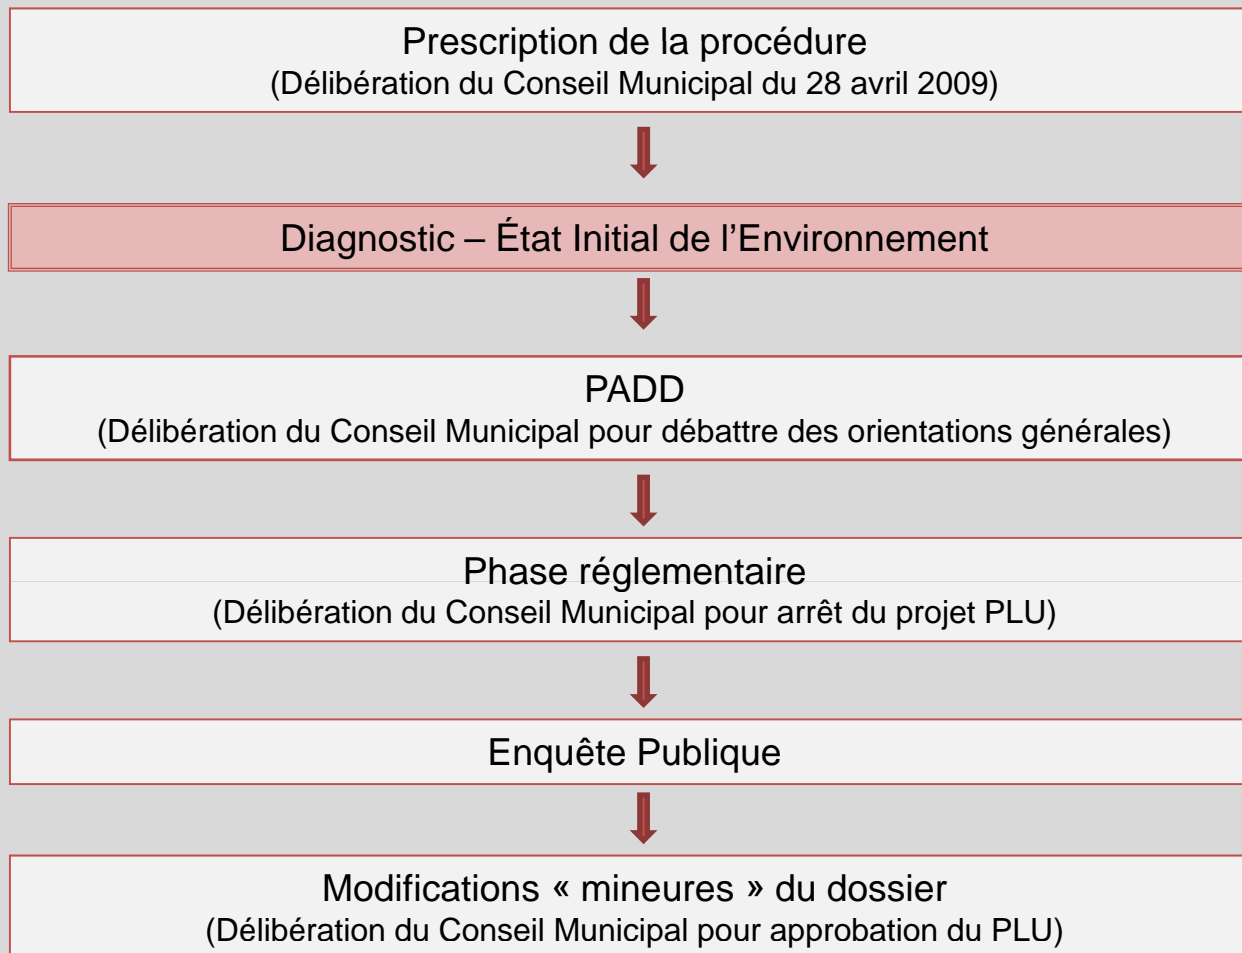 Prescription de la procédure
(Délibération du Conseil Municipal du 28 avril 2009)
Diagnostic – État Initial de l’Environnement
PADD
(Délibération du Conseil Municipal pour débattre des orientations générales)
Phase réglementaire
(Délibération du Conseil Municipal pour arrêt du projet PLU)
Enquête Publique
Modifications « mineures » du dossier
(Délibération du Conseil Municipal pour approbation du PLU)